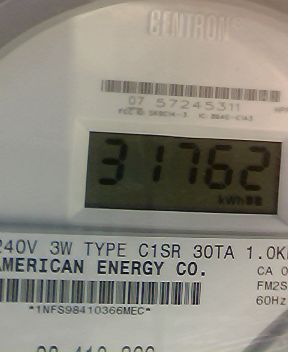 CENTRON®
07 57245311
31762
kWh
240V 3W TYPE C1SR 30TA 1.0K
AMERICAN ENERGY CO.
CA 0
FM2S
*1NFS98410366MEC*
60Hz